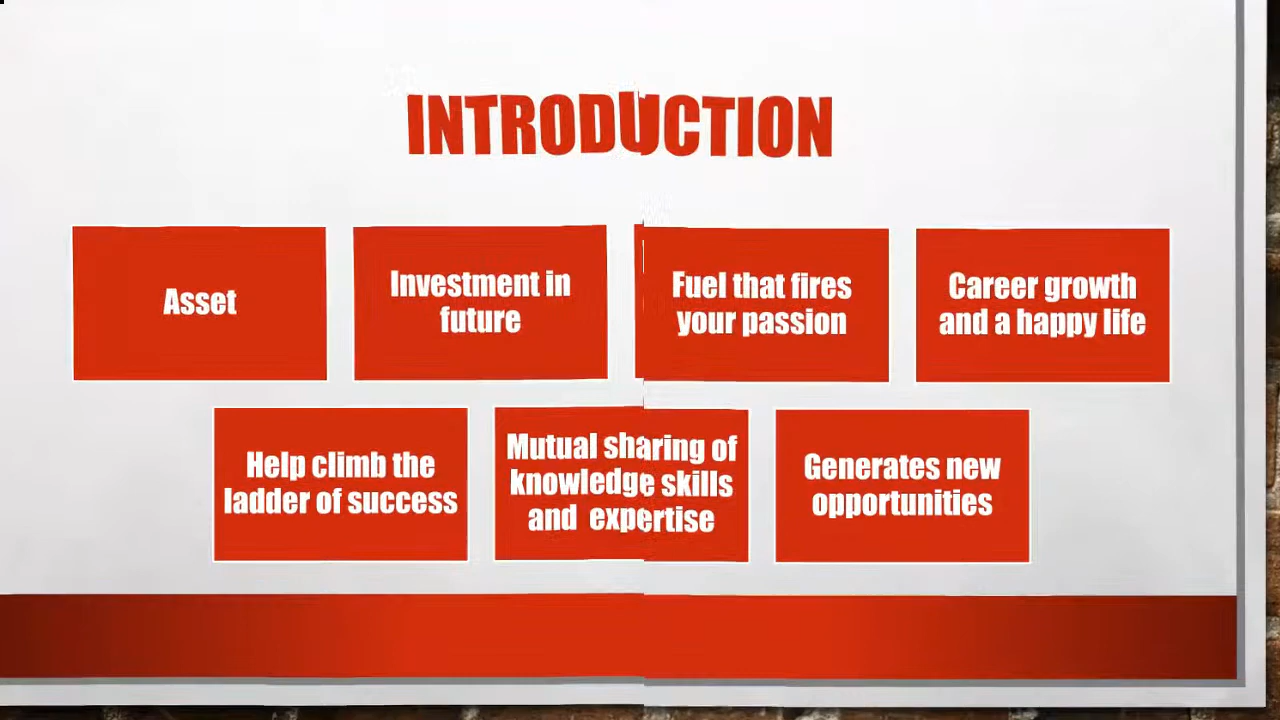 INTRODUCTION
Asset
Investment in
future
Fuel that fires
your passion
Career growth
and a happy life
Help climb the
ladder of success
Mutual sharing of
knowledge skills
and expertise
Generates new
opportunities